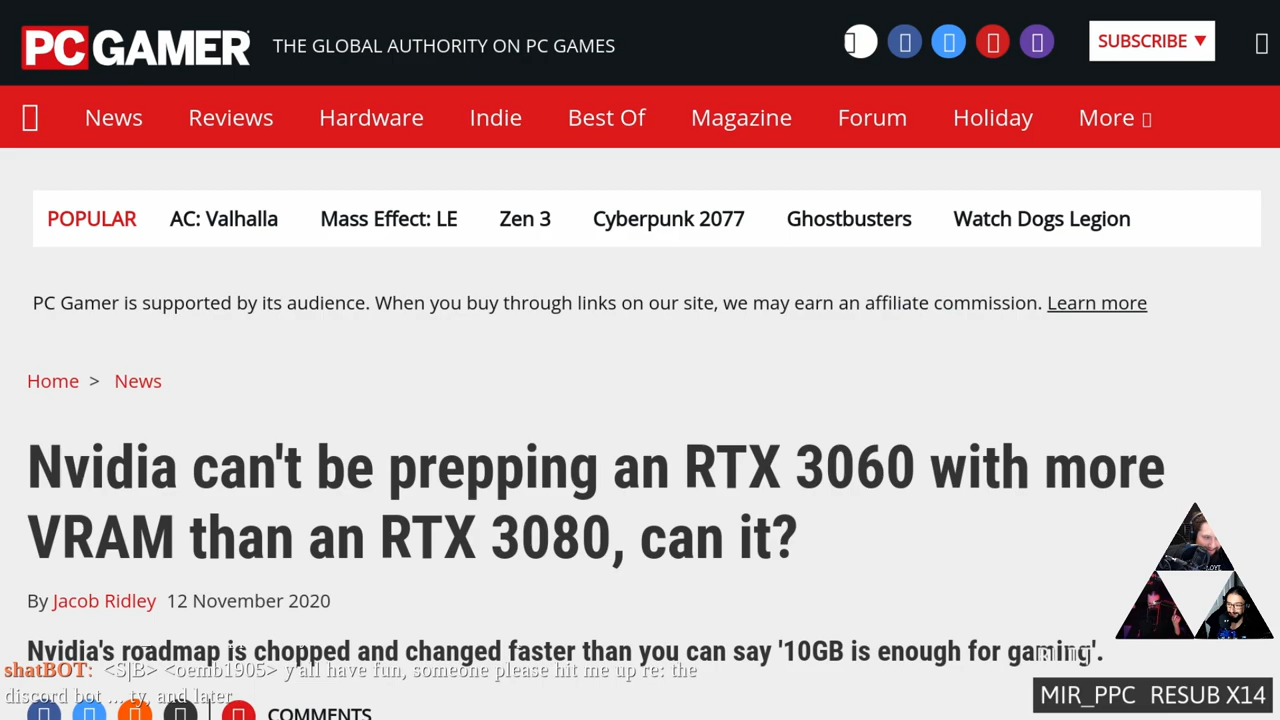 PC GAMER THE GLOBAL AUTHORITY ON PC GAMES SUBSCRIBE
News Reviews Hardware Indie Best Of Magazine Forum Holiday More
POPULAR AC: Valhalla Mass Effect: LE Zen 3 Cyberpunk 2077 Ghostbusters Watch Dogs Legion
PC Gamer is supported by its audience. When you buy through links on our site, we may earn an affiliate commission. Learn more
Home > News
Nvidia can't be prepping an RTX 3060 with more
VRAM than an RTX 3080, can it?
By Jacob Ridley 12 November 2020
Nvidia's roadmap is chopped and changed faster than you can say '10GB is enough for gaming'.
shatBOT: <S|B> <oemb1905> y'all have fun, someone please hit me up re: the
discord bot ... ty, and later
MIR_PPC RESUB X14
COMMENTS